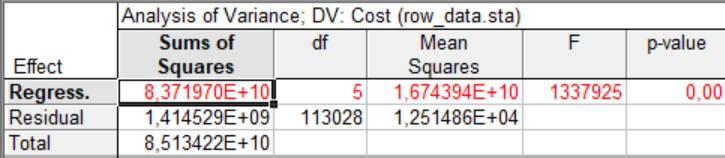 Analysis of Variance; DV: Cost (row_data.sta)
Effect Sums of Squares df Mean Squares F p-value
Regress. 8,371970E+10 5 1,674394E+10 1337925 0,00
Residual 1,414529E+09 113028 1,251486E+04
Total 8,513422E+10